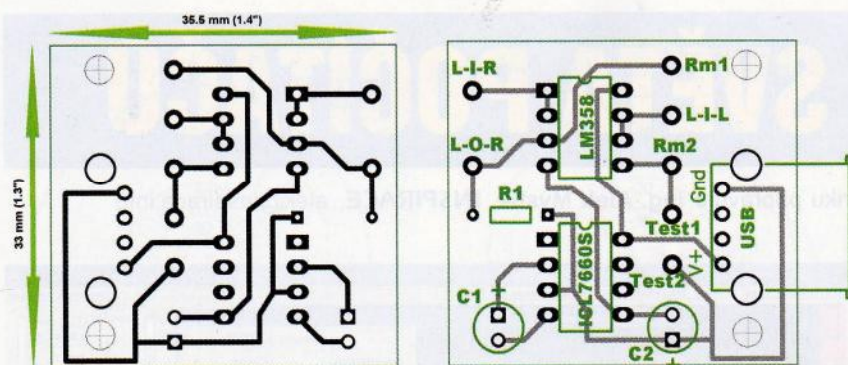 35.5 mm (1.4")
33 mm (1.3")
L-I-R
Rm1
LM358
L-I-L
L-O-R
Rm2
R1
Gnd
USB
Test1
V+
ICL7660S
Test2
C1 +
C2
+